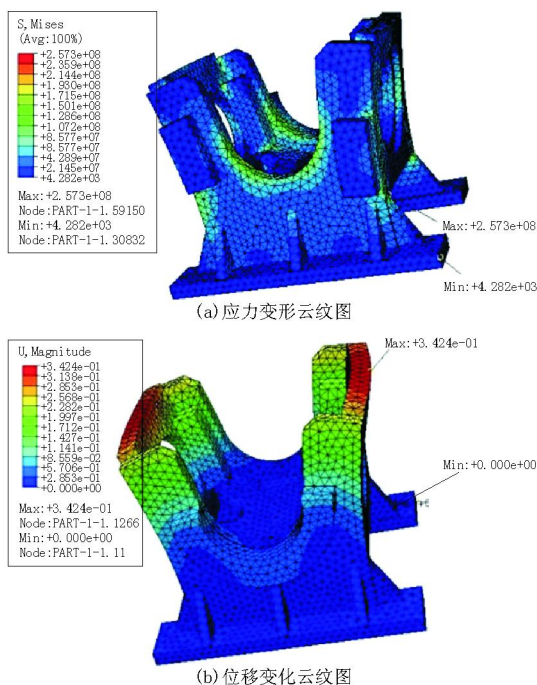 S, Mises
(Avg:100%)
+2.573e+08
+2.359e+08
+2.144e+08
+1.930e+08
+1.715e+08
+1.501e+08
+1.286e+08
+1.072e+08
+8.577e+07
+8.577e+07
+4.289e+07
+2.145e+07
+4.282e+03
Max:+2.573e+08
Node:PART-1-1.59150
Min:+4.282e+03
Node:PART-1-1.30832
Max:+2.573e+08
Min:+4.282e+03
(a)应力变形云纹图
U,Magnitude
+3.424e-01
+3.138e-01
+2.853e-01
+2.568e-01
+2.282e-01
+1.997e-01
+1.712e-01
+1.427e-01
+1.141e-01
+8.559e-02
+5.706e-01
+2.853e-01
+0.000e+00
Max:+3.424e-01
Node:PART-1-1.1266
Min:+0.000e+00
Node:PART-1-1.11
Max:+3.424e-01
Min:+0.000e+00
(b)位移变化云纹图